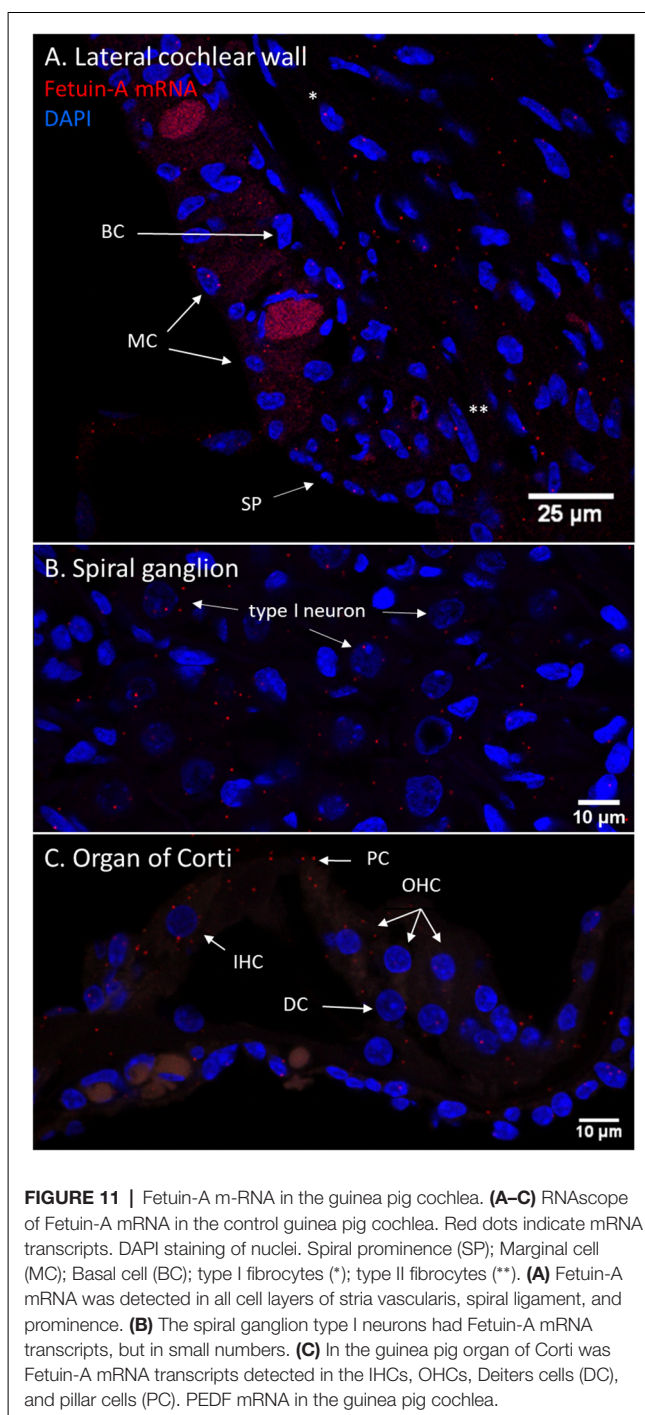 A. Lateral cochlear wall
Fetuin-A mRNA
DAPI
*
BC
MC
**
SP
25 µm
B. Spiral ganglion
type I neuron
10 µm
C. Organ of Corti
PC
OHC
IHC
DC
10 µm
FIGURE 11 | Fetuin-A m-RNA in the guinea pig cochlea. (A–C) RNAscope
of Fetuin-A mRNA in the control guinea pig cochlea. Red dots indicate mRNA
transcripts. DAPI staining of nuclei. Spiral prominence (SP); Marginal cell
(MC); Basal cell (BC); type I fibrocytes (*); type II fibrocytes (**). (A) Fetuin-A
mRNA was detected in all cell layers of stria vascularis, spiral ligament, and
prominence. (B) The spiral ganglion type I neurons had Fetuin-A mRNA
transcripts, but in small numbers. (C) In the guinea pig organ of Corti was
Fetuin-A mRNA transcripts detected in the IHCs, OHCs, Deiters cells (DC),
and pillar cells (PC). PEDF mRNA in the guinea pig cochlea.